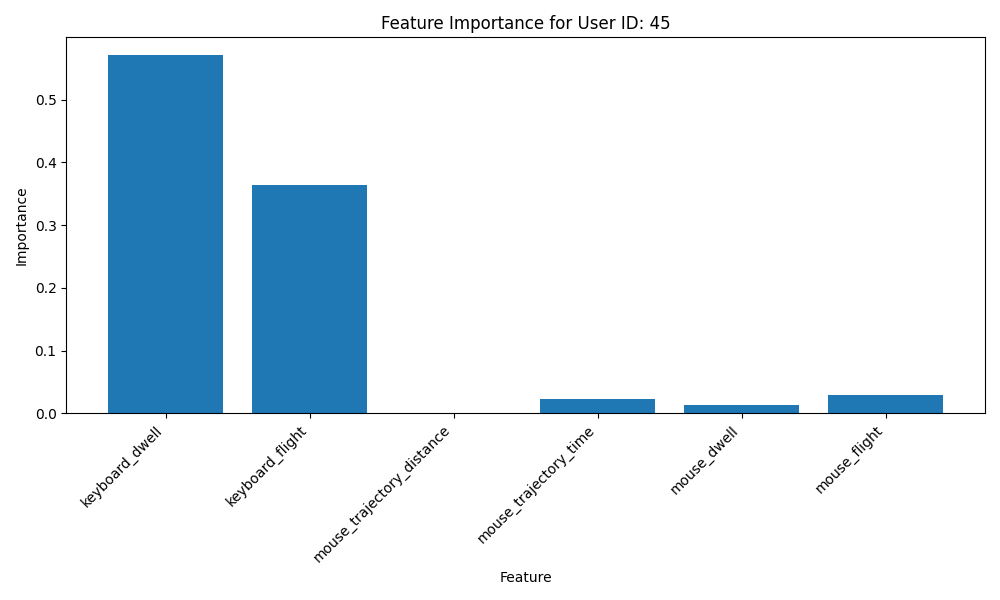 Feature Importance for User ID: 45
Importance
0.5
0.4
0.3
0.2
0.1
0.0
keyboard_dwell
keyboard_flight
mouse_trajectory_distance
mouse_trajectory_time
mouse_dwell
mouse_flight
Feature